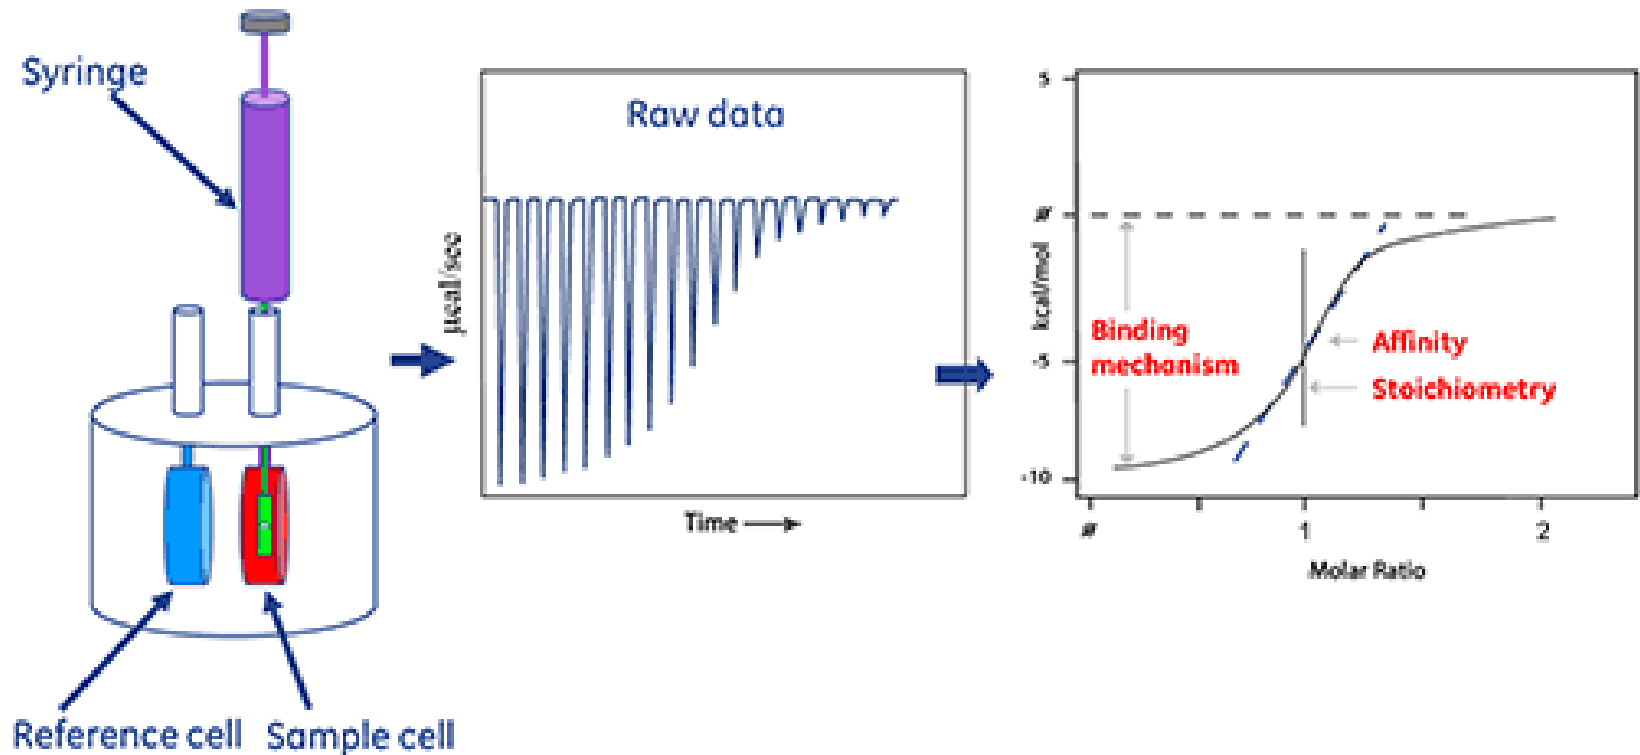 Syringe
Reference cell
Sample cell
Raw data
μcal/sec
Time
5
-5
-10
kcal/mol
Binding
mechanism
Affinity
Stoichiometry
1
2
Molar Ratio